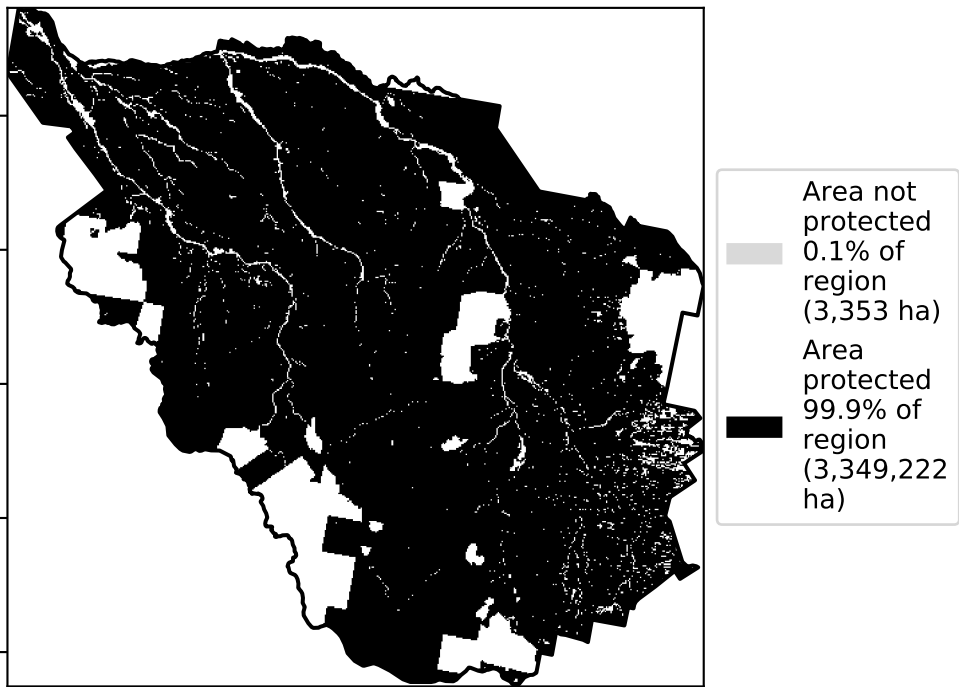 Area not
protected
0.1% of
region
(3,353 ha)
Area
protected
99.9% of
region
(3,349,222
ha)